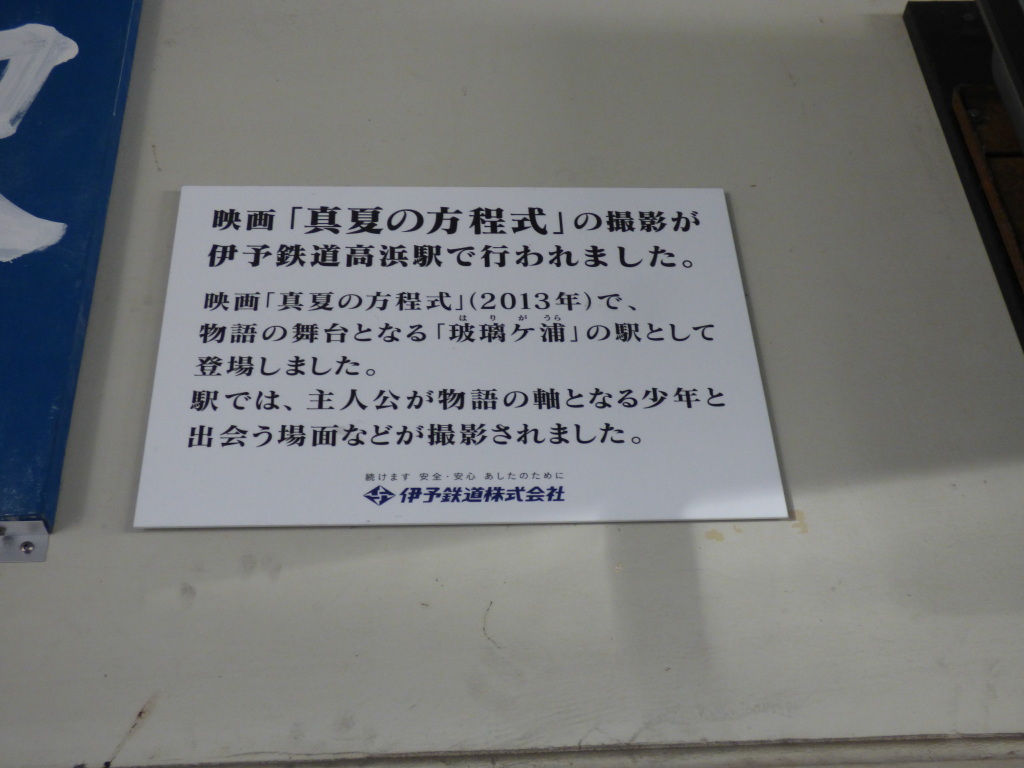 映画「真夏の方程式」の撮影が
伊予鉄道高浜駅で行われました。
映画「真夏の方程式」(2013年)で、
はりがうら
物語の舞台となる「玻璃ケ浦」の駅として
登場しました。
駅では、主人公が物語の軸となる少年と
出会う場面などが撮影されました。
続けます 安全・安心 あしたのために
伊予鉄道株式会社